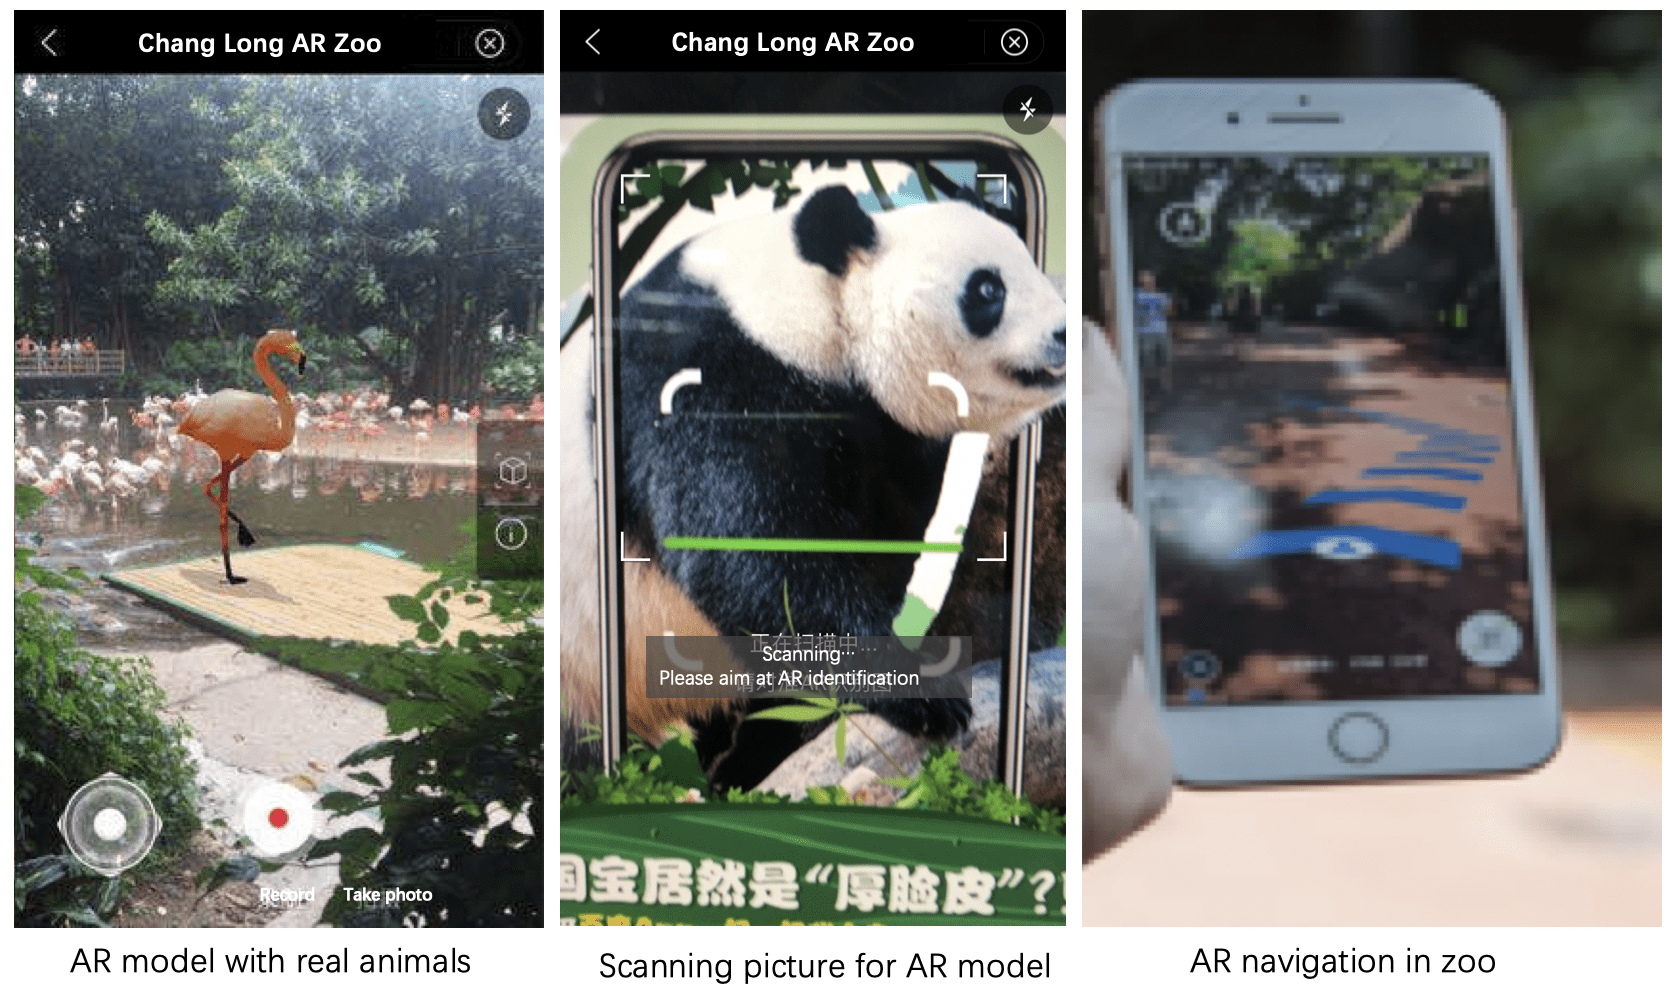 Chang Long AR Zoo
Record
Take photo
AR model with real animals
Chang Long AR Zoo
正在扫描中...
Scanning...
Please aim at AR identification
请对准AR识别图
国宝居然是“厚脸皮”?!
Scanning picture for AR model
AR navigation in zoo